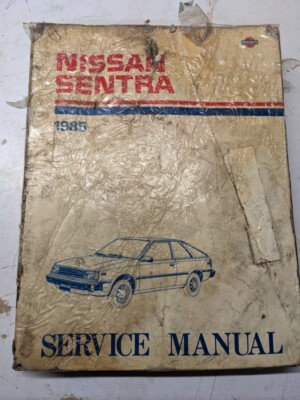 NISSAN
SENTRA
1985
SERVICE MANUAL